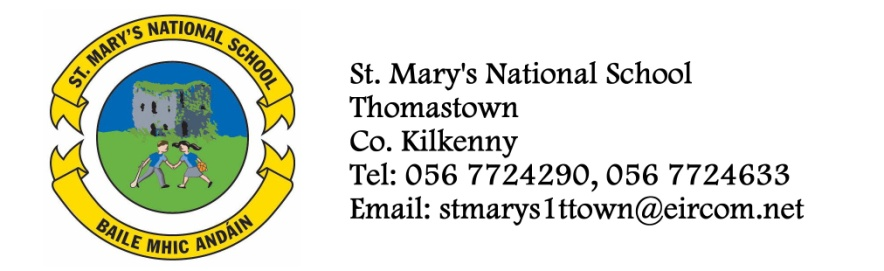 ST. MARY'S NATIONAL SCHOOL
BAILE MHIC ANDÁIN
St. Mary's National School
Thomastown
Co. Kilkenny
Tel: 056 7724290, 056 7724633
Email: stmarys1ttown@eircom.net